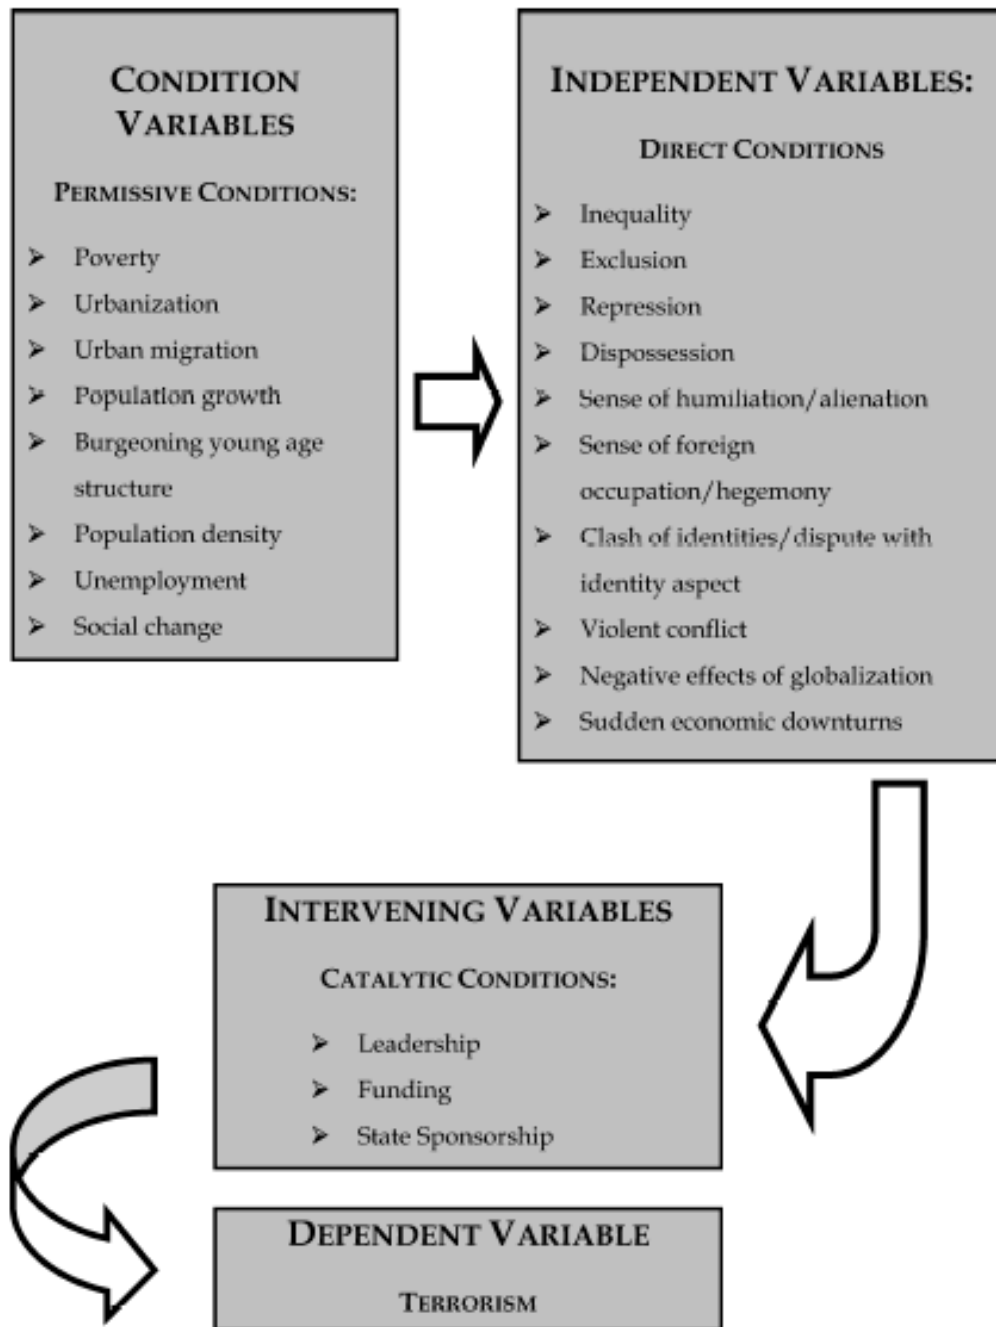 CONDITION
VARIABLES
PERMISSIVE CONDITIONS:
➢ Poverty
➢ Urbanization
➢ Urban migration
➢ Population growth
➢ Burgeoning young age
structure
➢ Population density
➢ Unemployment
➢ Social change
INDEPENDENT VARIABLES:
DIRECT CONDITIONS
➢ Inequality
➢ Exclusion
➢ Repression
➢ Dispossession
➢ Sense of humiliation/alienation
➢ Sense of foreign
occupation/hegemony
➢ Clash of identities/dispute with
identity aspect
➢ Violent conflict
➢ Negative effects of globalization
➢ Sudden economic downturns
INTERVENING VARIABLES
CATALYTIC CONDITIONS:
➢ Leadership
➢ Funding
➢ State Sponsorship
DEPENDENT VARIABLE
TERRORISM